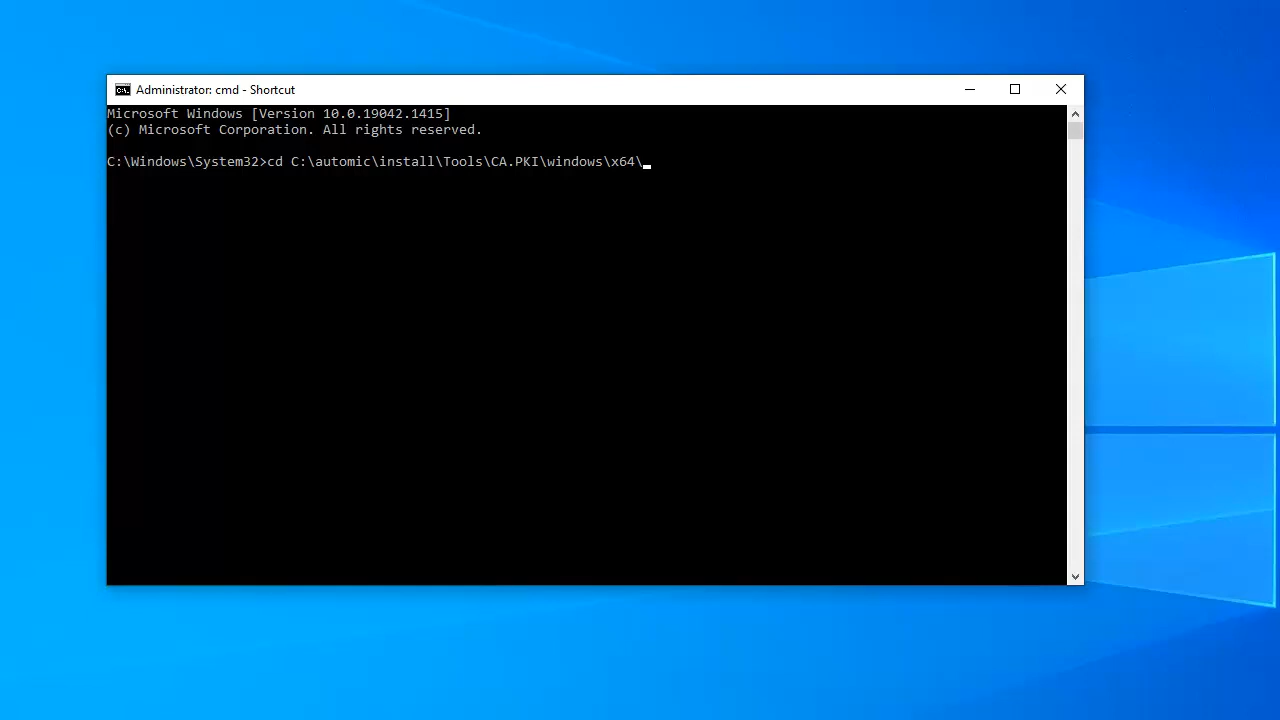 Administrator: cmd - Shortcut
Microsoft Windows [Version 10.0.19042.1415]
(c) Microsoft Corporation. All rights reserved.
C:\Windows\System32>cd C:\automic\install\Tools\CA.PKI\windows\x64\